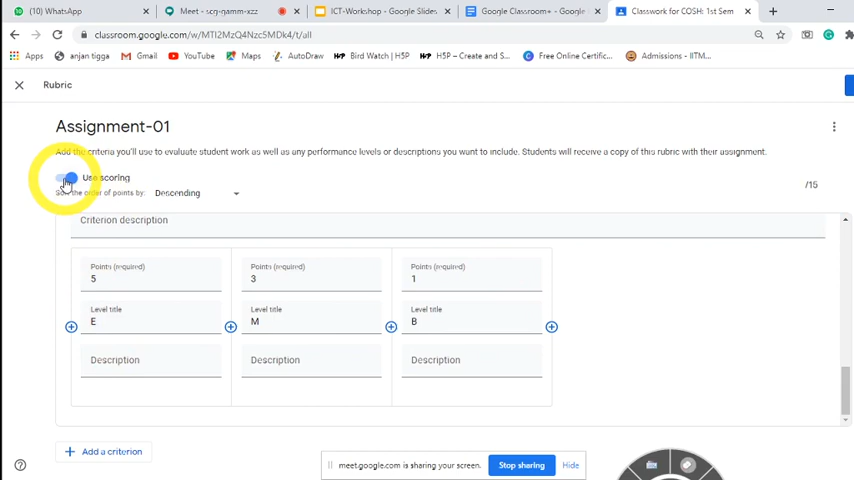 (10) WhatsApp
Meet - scg-gamm-xzz
ICT-Workshop - Google Slides
Google Classroom+ - Google
Classwork for COSH: 1st Sem
classroom.google.com/w/MTI2MzQ4Nzc5MDk4/t/all
Apps
anjan tigga
Gmail
YouTube
Maps
AutoDraw
Bird Watch | H5P
H5P – Create and S...
Free Online Certific...
Admissions - IITM...
Rubric
Assignment-01
Add the criteria you'll use to evaluate student work as well as any performance levels or descriptions you want to include. Students will receive a copy of this rubric with their assignment.
Use scoring
/15
Sort the order of points by: Descending
Criterion description
Points (required) Points (required) Points (required)
5 3 1
Level title Level title Level title
E M B
Description Description Description
Add a criterion
meet.google.com is sharing your screen. Stop sharing Hide